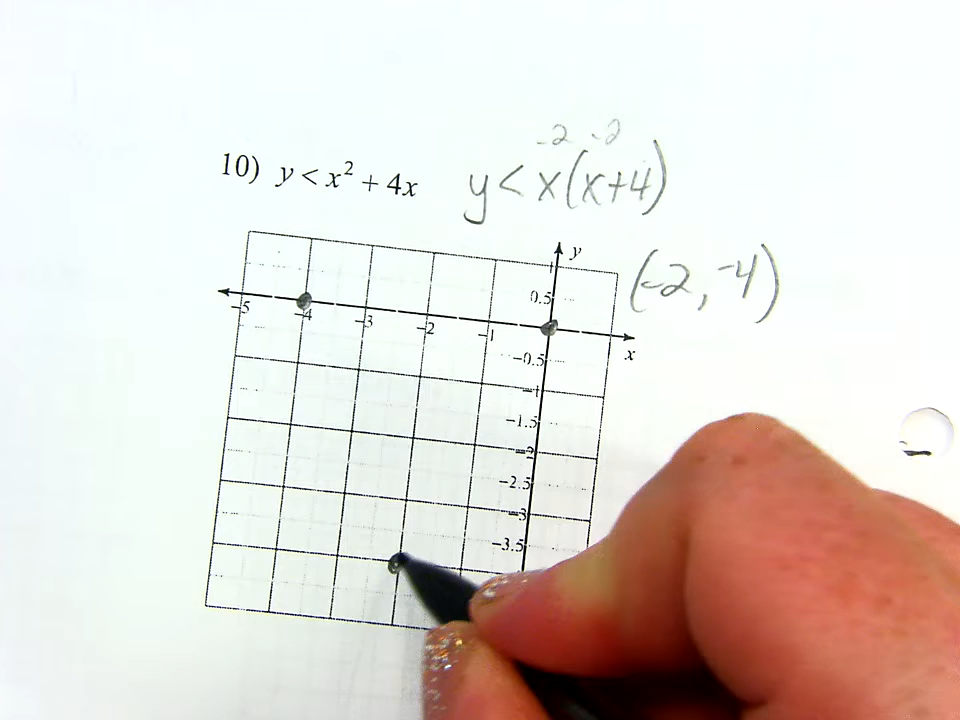 -2 -2
10) y < x² + 4x y < x(x+4)
y
(-2, -4)
0.5
-5 -4 -3 -2 -1
x
-0.5
-1
-1.5
-2
-2.5
-3
-3.5